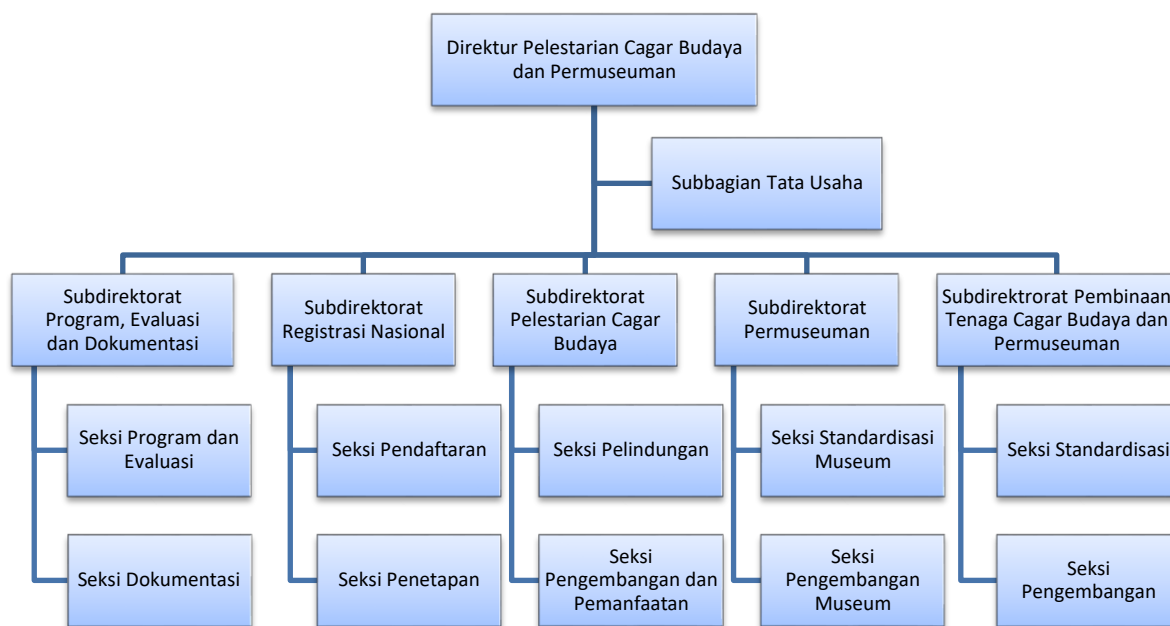 Direktur Pelestarian Cagar Budaya
dan Permuseuman
Subbagian Tata Usaha
Subdirektorat
Program, Evaluasi
dan Dokumentasi
Subdirektorat
Registrasi Nasional
Subdirektorat
Pelestarian Cagar
Budaya
Subdirektorat
Permuseuman
Subdirektrorat Pembinaan
Tenaga Cagar Budaya dan
Permuseuman
Seksi Program dan
Evaluasi
Seksi Pendaftaran
Seksi Pelindungan
Seksi Standardisasi
Museum
Seksi Standardisasi
Seksi Dokumentasi
Seksi Penetapan
Seksi
Pengembangan dan
Pemanfaatan
Seksi
Pengembangan
Museum
Seksi
Pengembangan